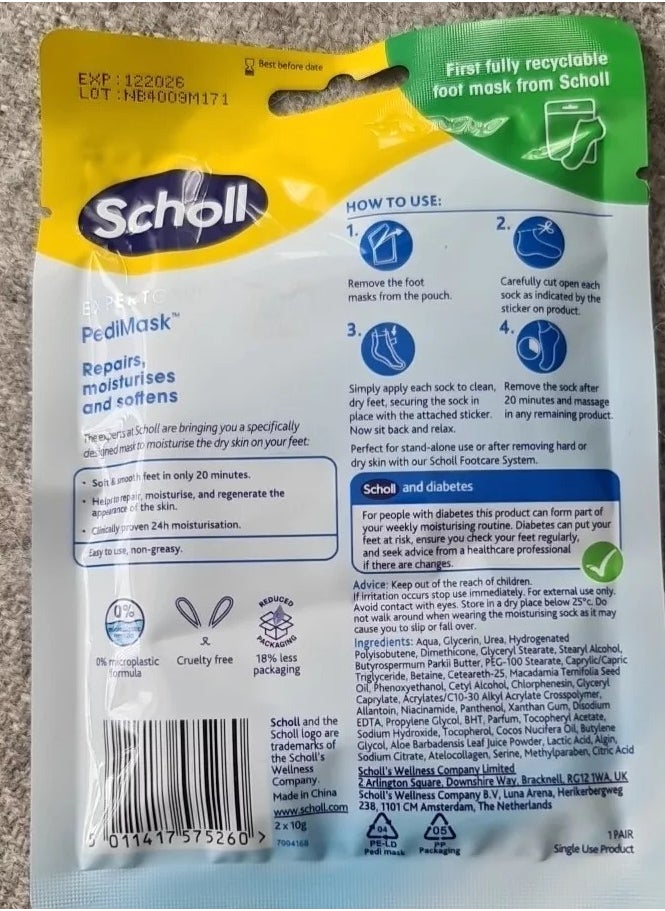 EXP:122026
LOT:NB4009M171
Best before date
First fully recyclable
foot mask from Scholl
Scholl
EXPERT
PediMask™
Repairs,
moisturises
and softens
The experts at Scholl are bringing you a specifically
designed mask to moisturise the dry skin on your feet:
• Soft & smooth feet in only 20 minutes.
• Helps to repair, moisturise, and regenerate the
appearance of the skin.
• Clinically proven 24h moisturisation.
Easy to use, non-greasy.
0%
0% microplastic
formula
Cruelty free
REDUCED
PACKAGING
18% less
packaging
HOW TO USE:
1.
Remove the foot
masks from the pouch.
2.
Carefully cut open each
sock as indicated by the
sticker on product.
3.
Simply apply each sock to clean,
dry feet, securing the sock in
place with the attached sticker.
Now sit back and relax.
4.
Remove the sock after
20 minutes and massage
in any remaining product.
Perfect for stand-alone use or after removing hard or
dry skin with our Scholl Footcare System.
Scholl and diabetes
For people with diabetes this product can form part of
your weekly moisturising routine. Diabetes can put your
feet at risk, ensure you check your feet regularly,
and seek advice from a healthcare professional
if there are changes.
Advice: Keep out of the reach of children.
If irritation occurs stop use immediately. For external use only.
Avoid contact with eyes. Store in a dry place below 25°c. Do
not walk around when wearing the moisturising sock as it may
cause you to slip or fall over.
Ingredients: Aqua, Glycerin, Urea, Hydrogenated
Polyisobutene, Dimethicone, Glyceryl Stearate, Stearyl Alcohol,
Butyrospermum Parkii Butter, PEG-100 Stearate, Caprylic/Capric
Triglyceride, Betaine, Ceteareth-25, Macadamia Ternifolia Seed
Oil, Phenoxyethanol, Cetyl Alcohol, Chlorphenesin, Glyceryl
Caprylate, Acrylates/C10-30 Alkyl Acrylate Crosspolymer,
Allantoin, Niacinamide, Panthenol, Xanthan Gum, Disodium
EDTA, Propylene Glycol, BHT, Parfum, Tocopheryl Acetate,
Sodium Hydroxide, Tocopherol, Cocos Nucifera Oil, Butylene
Glycol, Aloe Barbadensis Leaf Juice Powder, Lactic Acid, Algin,
Sodium Citrate, Atelocollagen, Serine, Methylparaben, Citric Acid
Scholl's Wellness Company Limited
2 Arlington Square, Downshire Way, Bracknell, RG12 1WA, UK
Scholl's Wellness Company B.V, Luna Arena, Herikerbergweg
238, 1101 CM Amsterdam, The Netherlands
Scholl and the
Scholl logo are
trademarks of
the Scholl's
Wellness
Company.
Made in China
www.scholl.com
2 x 10g
7004168
5 011417 575260 >
04
PE-LD
Pedi mask
05
PP
Packaging
1 PAIR
Single Use Product